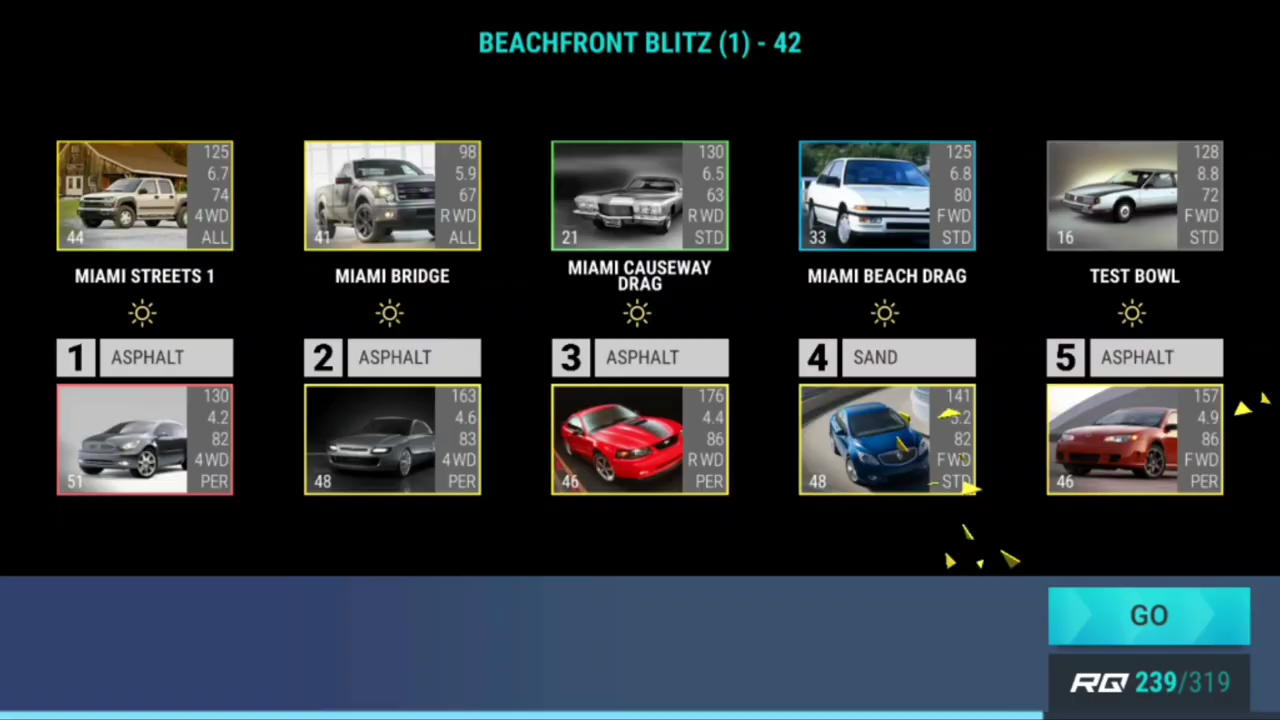 BEACHFRONT BLITZ (1) - 42
125
6.7
74
4WD
44 ALL
98
5.9
67
RWD
41 ALL
130
6.5
63
RWD
21 STD
125
6.8
80
FWD
33 STD
128
8.8
72
FWD
16 STD
MIAMI STREETS 1
MIAMI BRIDGE
MIAMI CAUSEWAY
DRAG
MIAMI BEACH DRAG
TEST BOWL
1 ASPHALT
2 ASPHALT
3 ASPHALT
4 SAND
5 ASPHALT
130
4.2
82
4WD
51 PER
163
4.6
83
4WD
48 PER
176
4.4
86
RWD
46 PER
141
82
FWD
48 STD
157
4.9
86
FWD
46 PER
GO
RQ 239/319